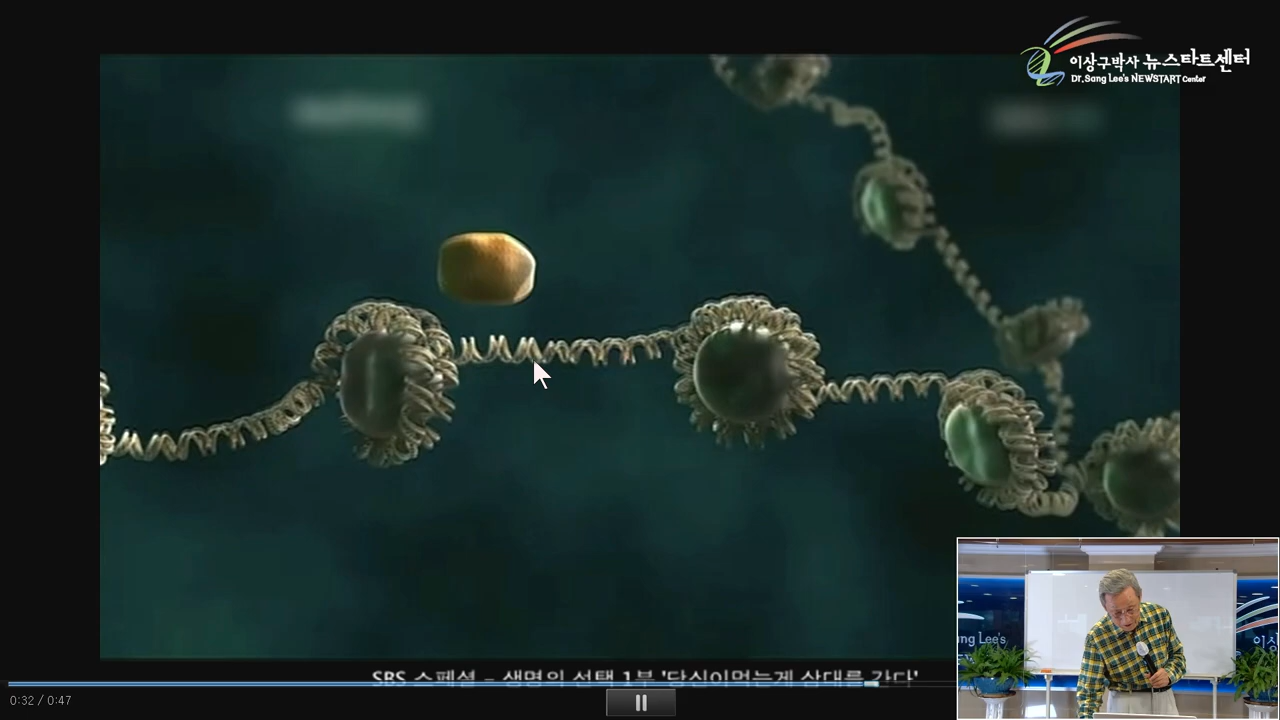 이상구박사 뉴스타트센터
Dr. Sang Lee's NEWSTART Center
ng Lee's
이상
SBS 스페셜 - 생명의 선택 1부 '당신이먹는게 삼대를 간다'
0:32 / 0:47